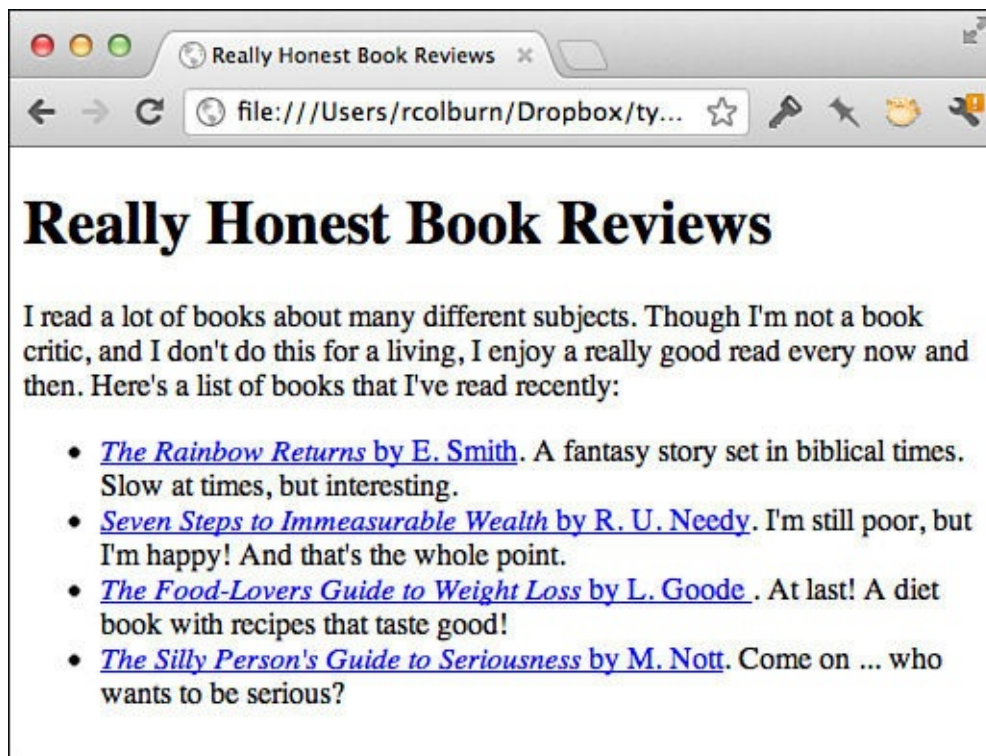 Really Honest Book Reviews
file:///Users/rcolburn/Dropbox/ty...
Really Honest Book Reviews
I read a lot of books about many different subjects. Though I'm not a book
critic, and I don't do this for a living, I enjoy a really good read every now and
then. Here's a list of books that I've read recently:
• The Rainbow Returns by E. Smith. A fantasy story set in biblical times.
Slow at times, but interesting.
• Seven Steps to Immeasurable Wealth by R. U. Needy. I'm still poor, but
I'm happy! And that's the whole point.
• The Food-Lovers Guide to Weight Loss by L. Goode . At last! A diet
book with recipes that taste good!
• The Silly Person's Guide to Seriousness by M. Nott. Come on ... who
wants to be serious?